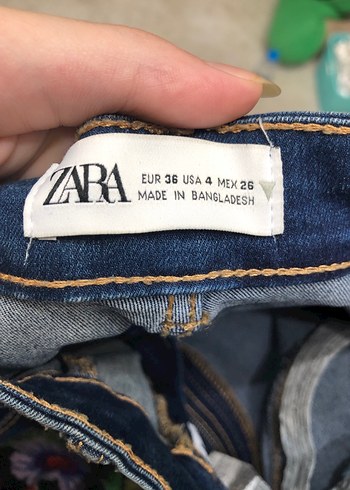 ZARA
EUR 36 USA 4 MEX 26
MADE IN BANGLADESH